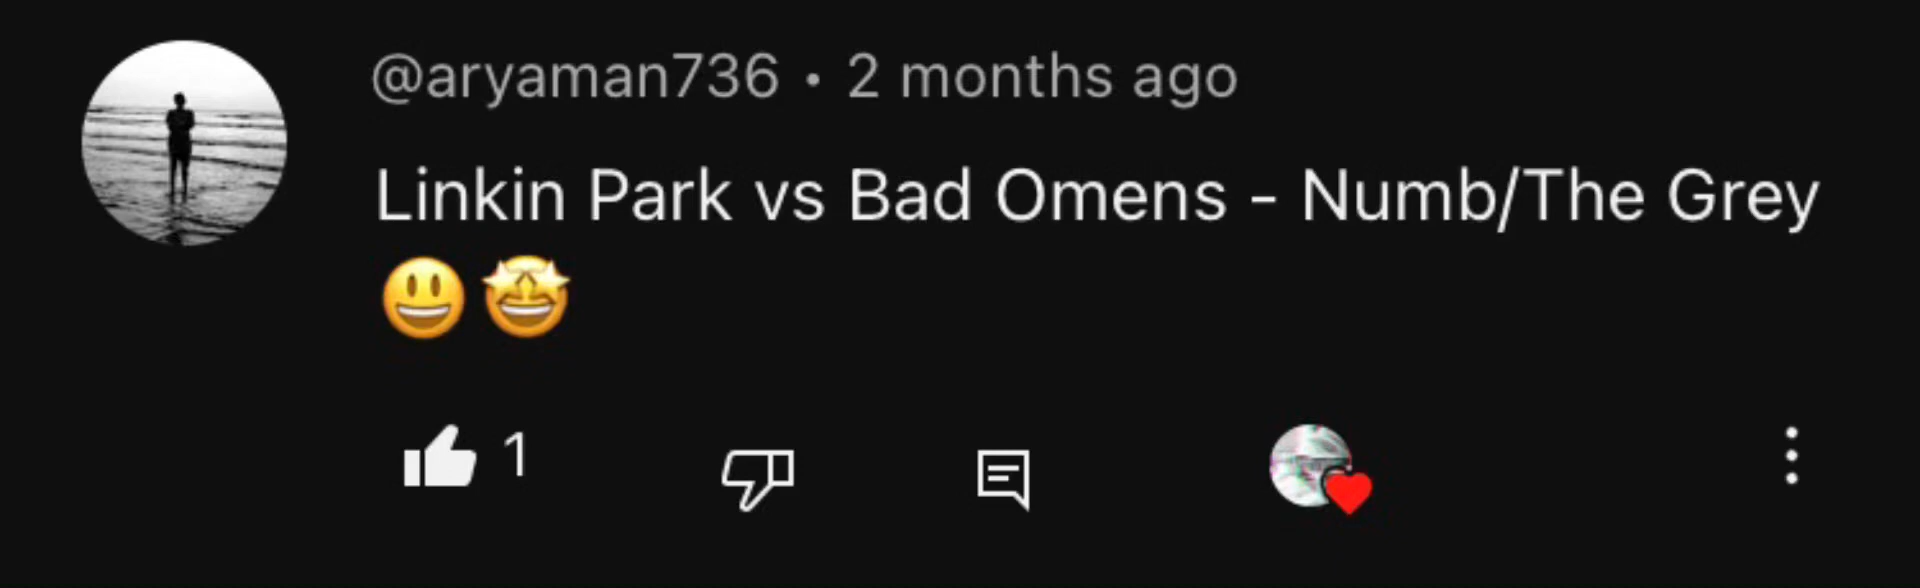 @aryaman736 • 2 months ago
Linkin Park vs Bad Omens - Numb/The Grey
😃🤩
1